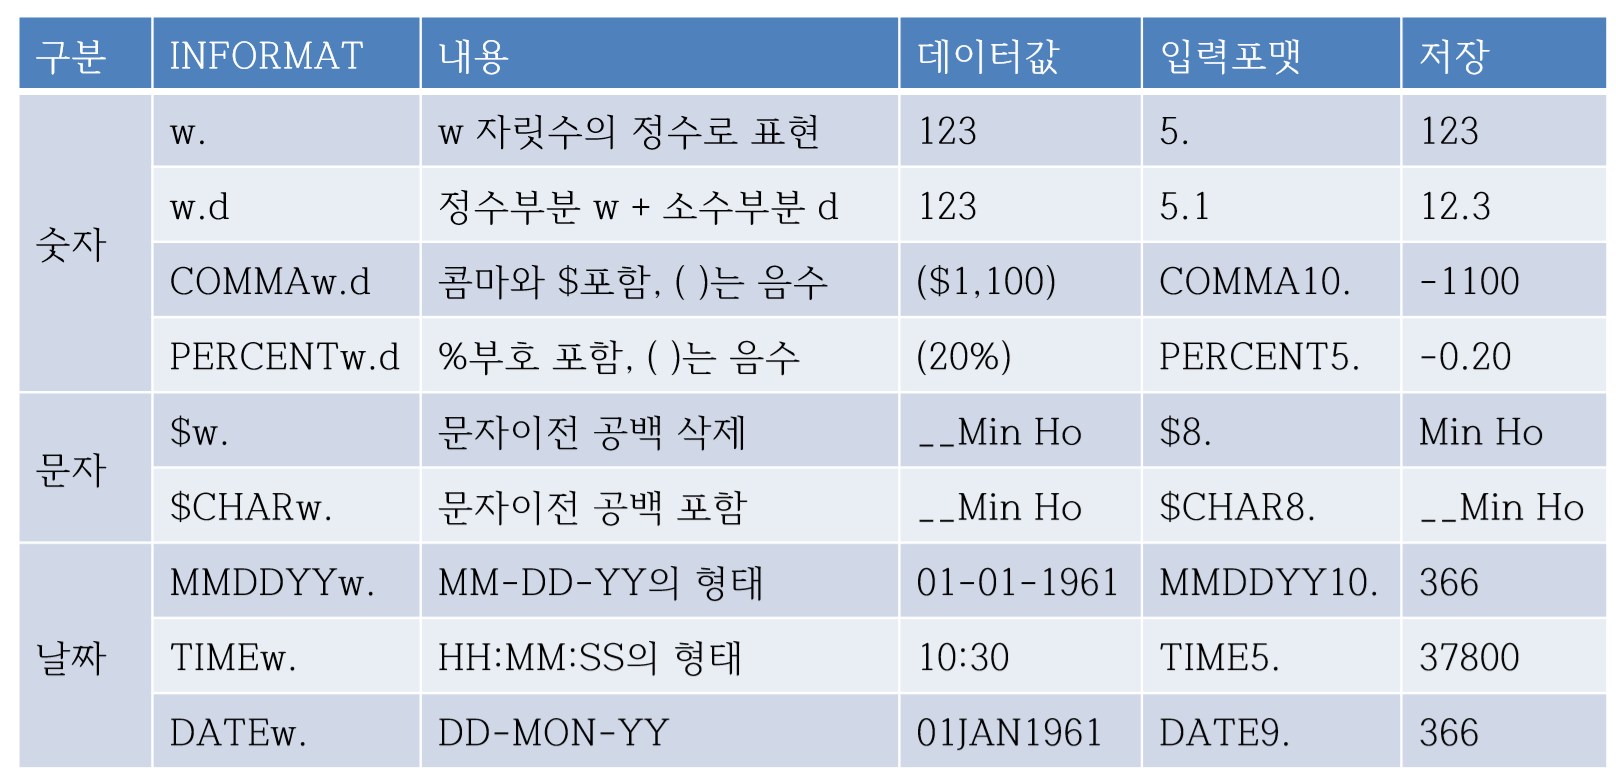 구분 INFORMAT 내용 데이터값 입력포맷 저장
숫자
w. w 자릿수의 정수로 표현 123 5. 123
w.d 정수부분 w + 소수부분 d 123 5.1 12.3
COMMAw.d 콤마와 $포함, ( )는 음수 ($1,100) COMMA10. -1100
PERCENTw.d %부호 포함, ( )는 음수 (20%) PERCENT5. -0.20
문자
$w. 문자이전 공백 삭제 __Min Ho $8. Min Ho
$CHARw. 문자이전 공백 포함 __Min Ho $CHAR8. __Min Ho
날짜
MMDDYYw. MM-DD-YY의 형태 01-01-1961 MMDDYY10. 366
TIMEw. HH:MM:SS의 형태 10:30 TIME5. 37800
DATEw. DD-MON-YY 01JAN1961 DATE9. 366